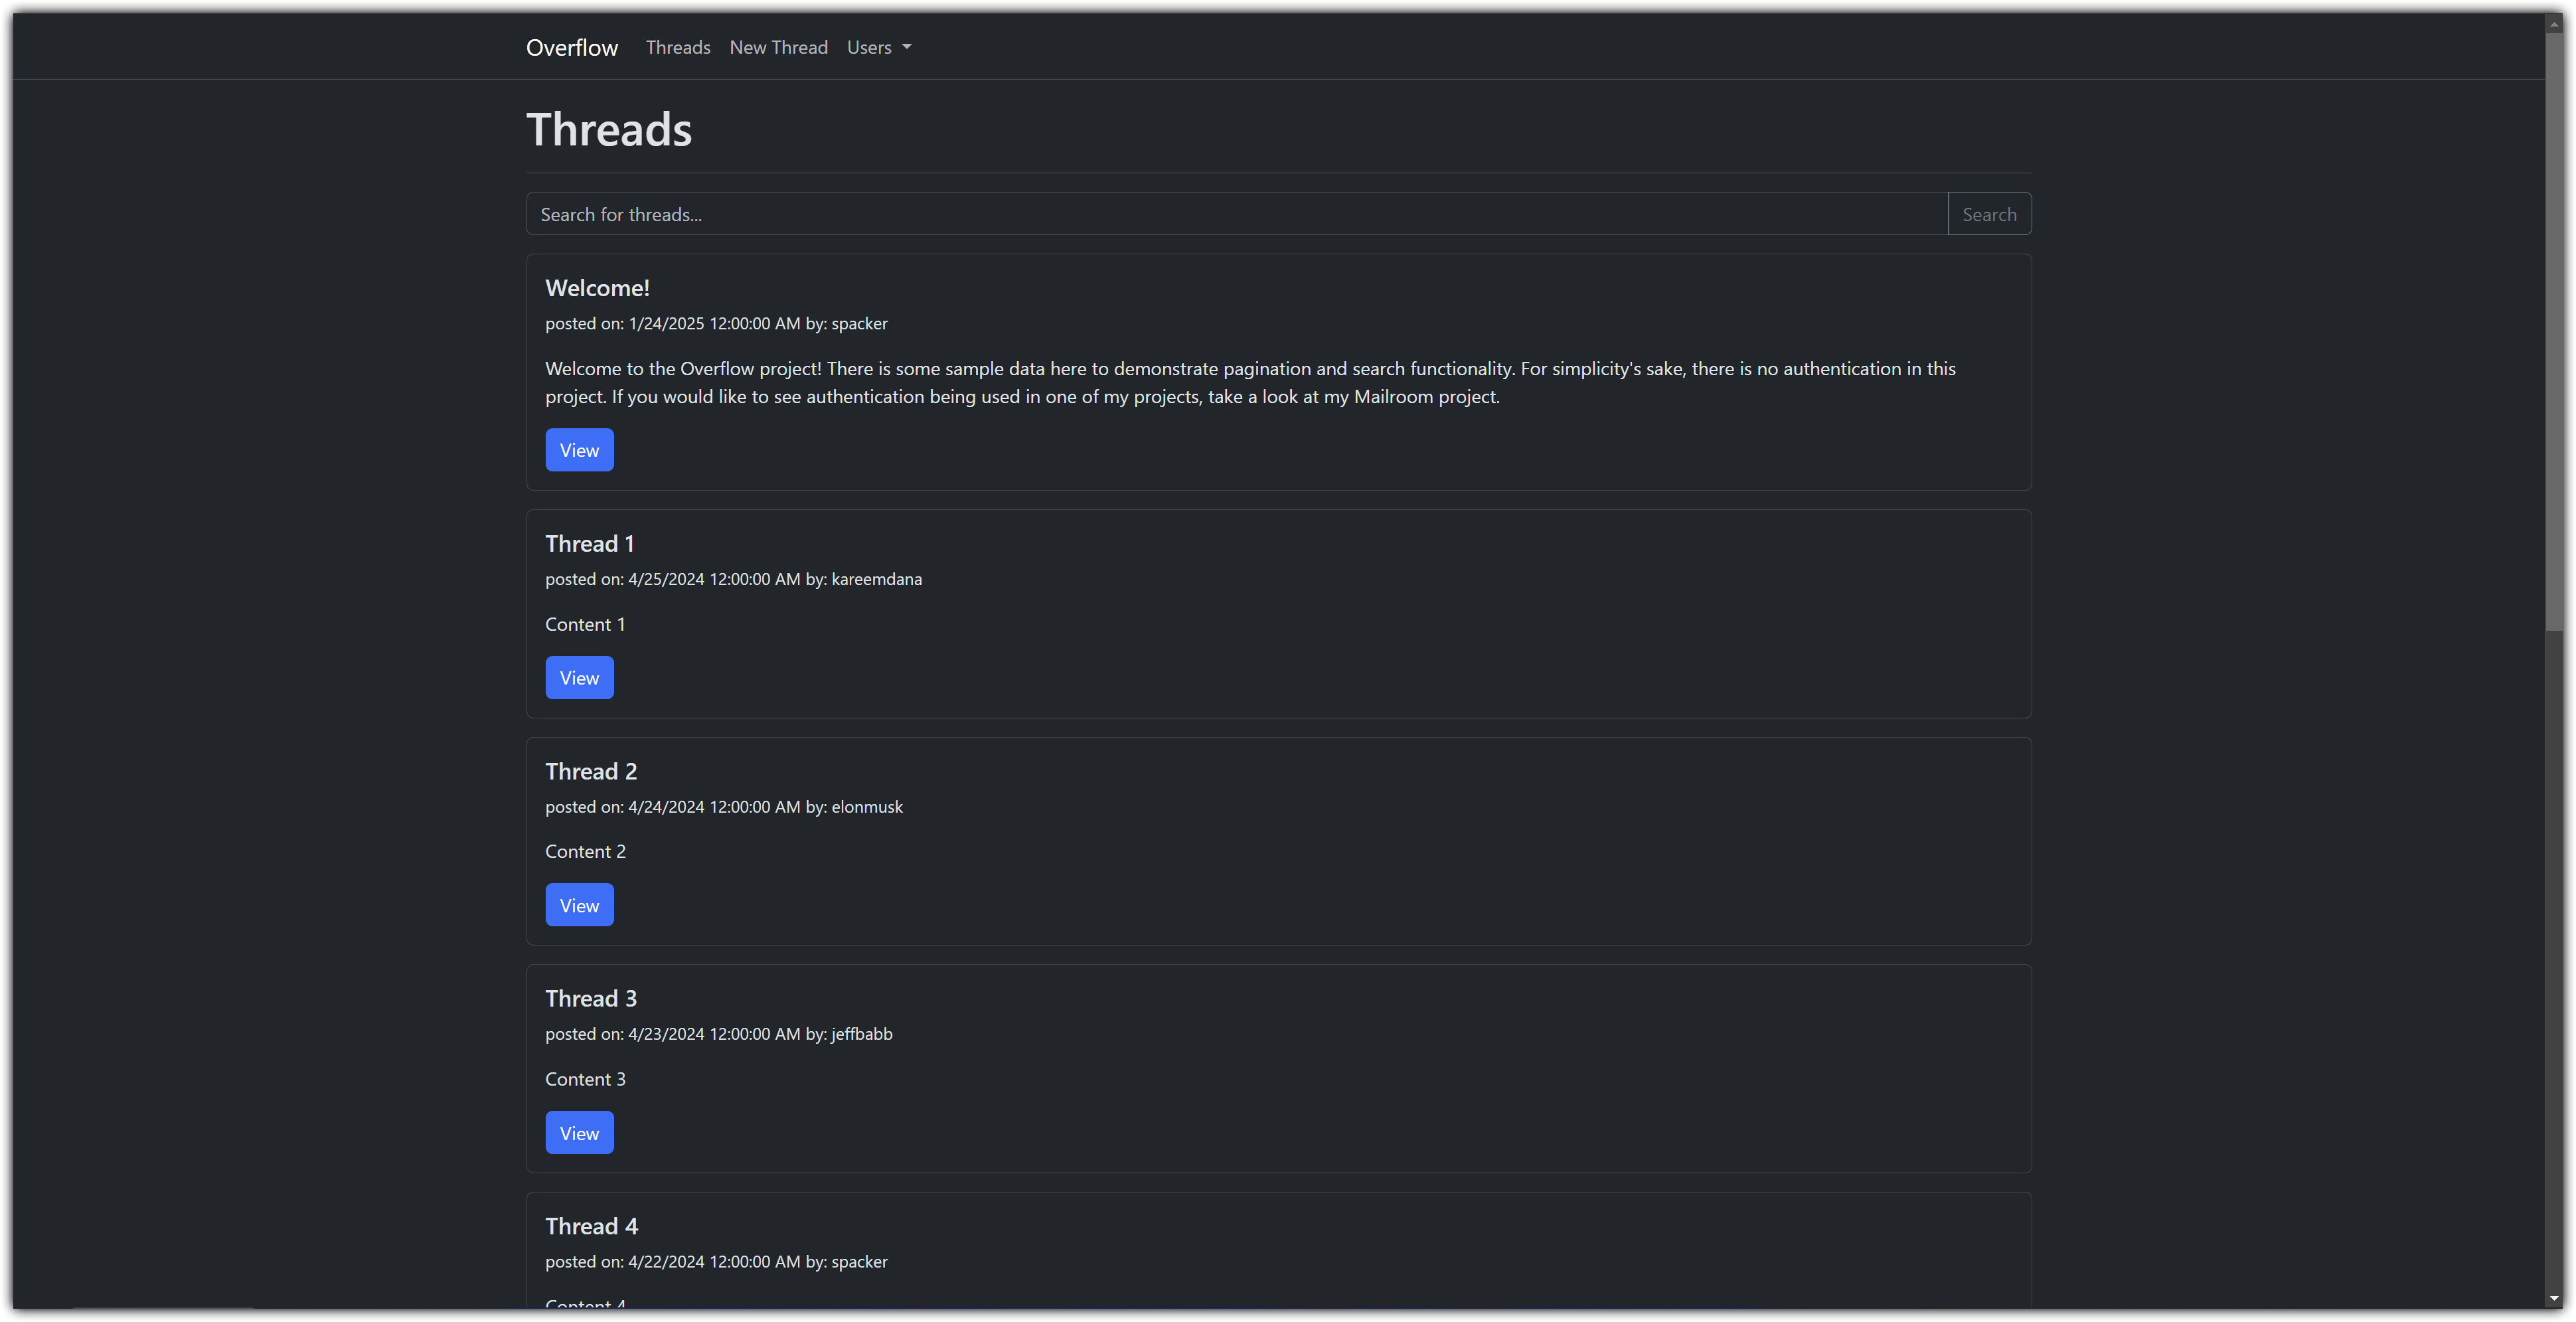 Overflow Threads New Thread Users
Threads
Search for threads... Search
Welcome!
posted on: 1/24/2025 12:00:00 AM by: spacker
Welcome to the Overflow project! There is some sample data here to demonstrate pagination and search functionality. For simplicity's sake, there is no authentication in this
project. If you would like to see authentication being used in one of my projects, take a look at my Mailroom project.
View
Thread 1
posted on: 4/25/2024 12:00:00 AM by: kareemdana
Content 1
View
Thread 2
posted on: 4/24/2024 12:00:00 AM by: elonmusk
Content 2
View
Thread 3
posted on: 4/23/2024 12:00:00 AM by: jeffbabb
Content 3
View
Thread 4
posted on: 4/22/2024 12:00:00 AM by: spacker
Content 4